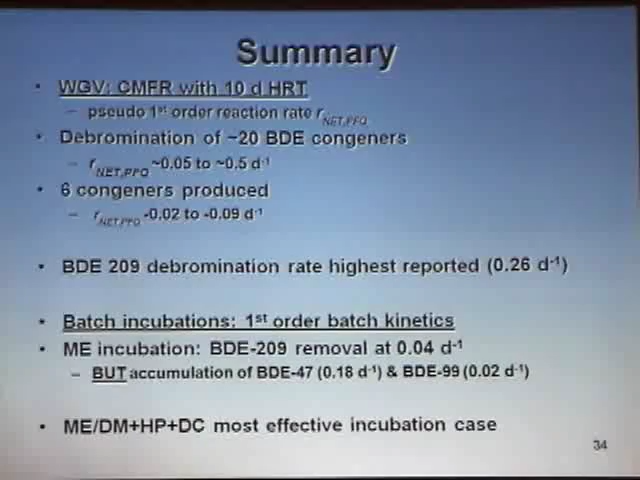 Summary
• WGV: CMFR with 10 d HRT
– pseudo 1st order reaction rate rNET,PFQ
• Debromination of ~20 BDE congeners
– rNET,PFQ ~0.05 to ~0.5 d-1
• 6 congeners produced
– rNET,PFQ -0.02 to -0.09 d-1
• BDE 209 debromination rate highest reported (0.26 d-1)
• Batch incubations: 1st order batch kinetics
• ME incubation: BDE-209 removal at 0.04 d-1
– BUT accumulation of BDE-47 (0.18 d-1) & BDE-99 (0.02 d-1)
• ME/DM+HP+DC most effective incubation case
34